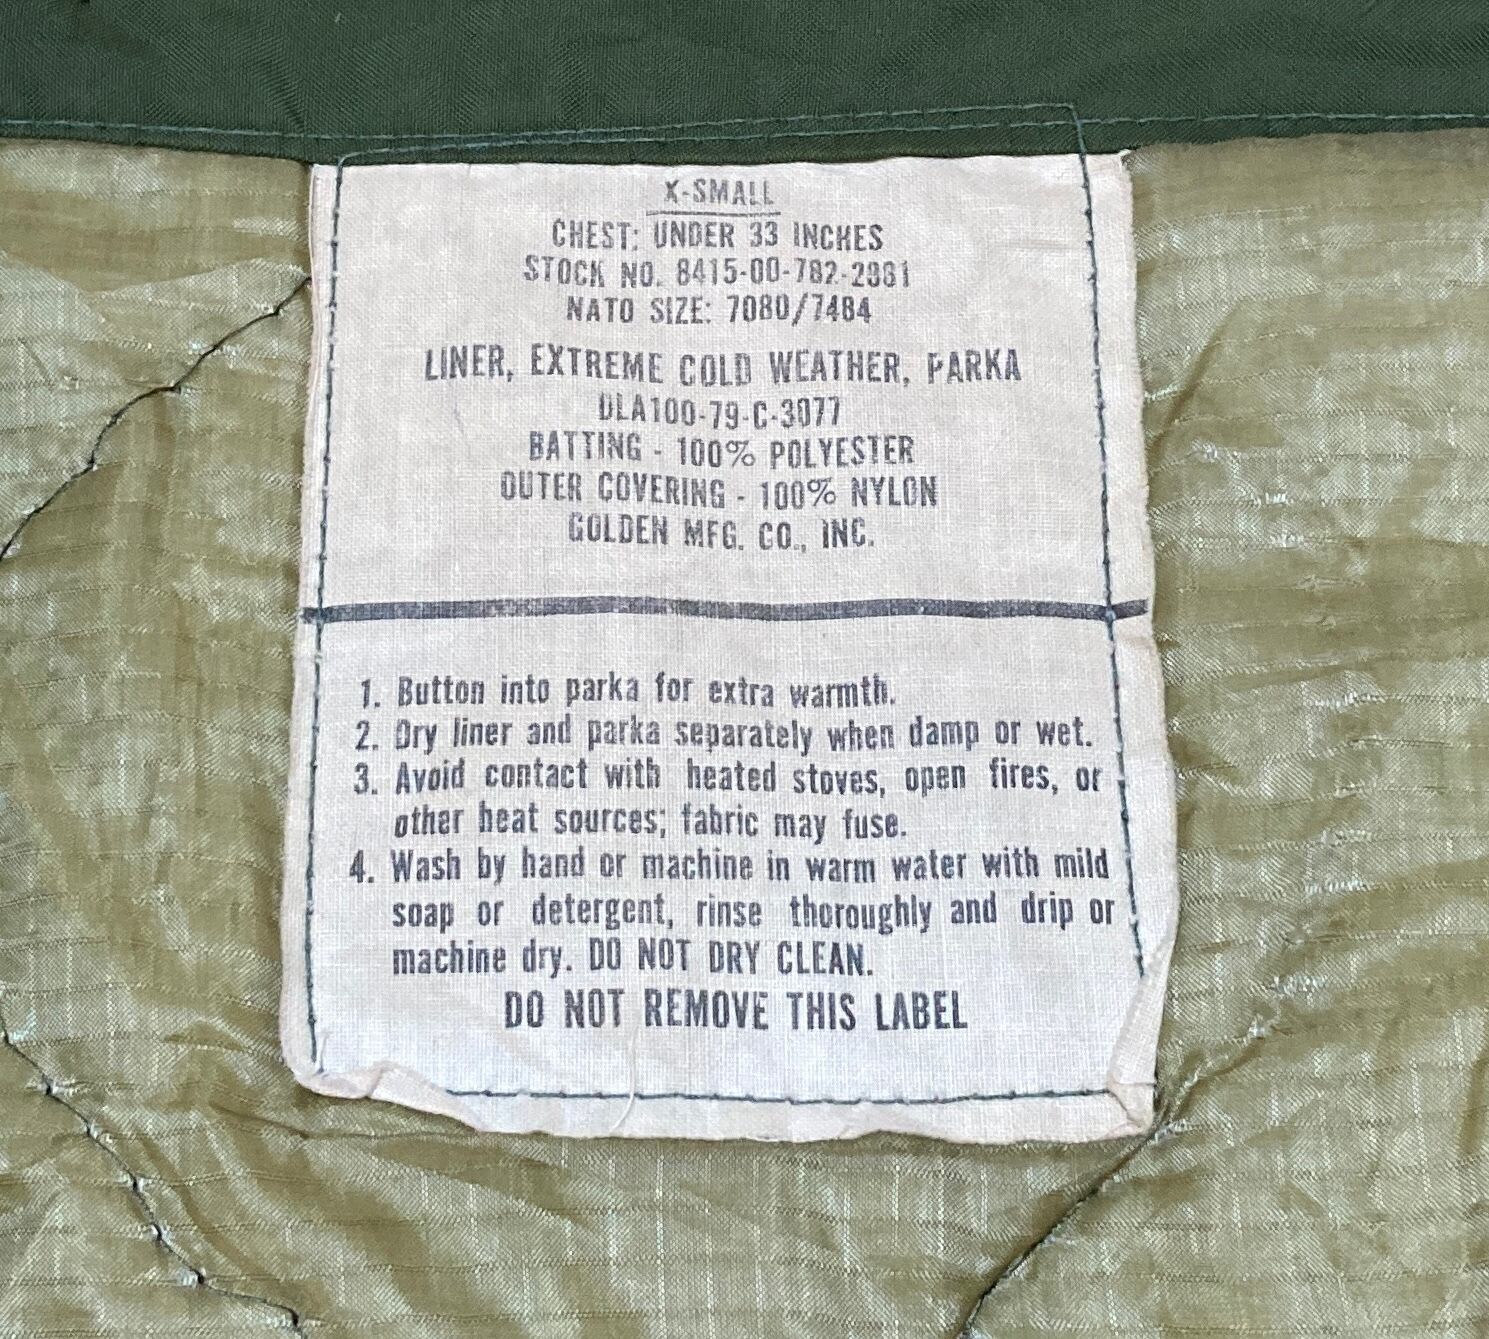 X-SMALL
CHEST: UNDER 33 INCHES
STOCK NO. 8415-00-782-2881
NATO SIZE: 7080/7484
LINER, EXTREME COLD WEATHER, PARKA
DLA100-79-C-3077
BATTING - 100% POLYESTER
OUTER COVERING - 100% NYLON
GOLDEN MFG. CO., INC.
1. Button into parka for extra warmth.
2. Dry liner and parka separately when damp or wet.
3. Avoid contact with heated stoves, open fires, or
other heat sources; fabric may fuse.
4. Wash by hand or machine in warm water with mild
soap or detergent, rinse thoroughly and drip or
machine dry. DO NOT DRY CLEAN.
DO NOT REMOVE THIS LABEL